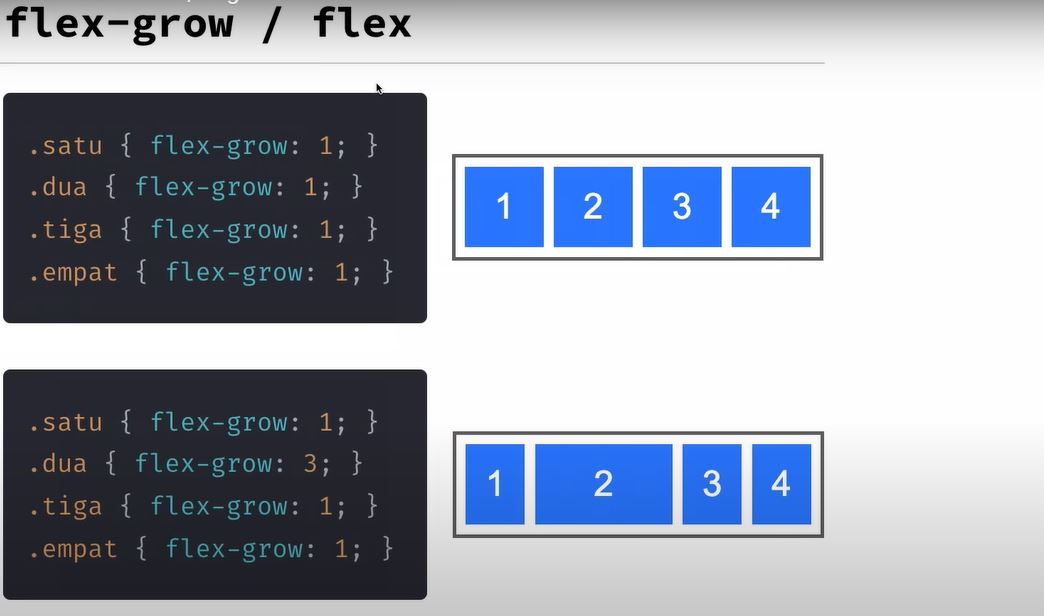 flex-grow / flex
.satu { flex-grow: 1; }
.dua { flex-grow: 1; }
.tiga { flex-grow: 1; }
.empat { flex-grow: 1; }
1 2 3 4
.satu { flex-grow: 1; }
.dua { flex-grow: 3; }
.tiga { flex-grow: 1; }
.empat { flex-grow: 1; }
1 2 3 4